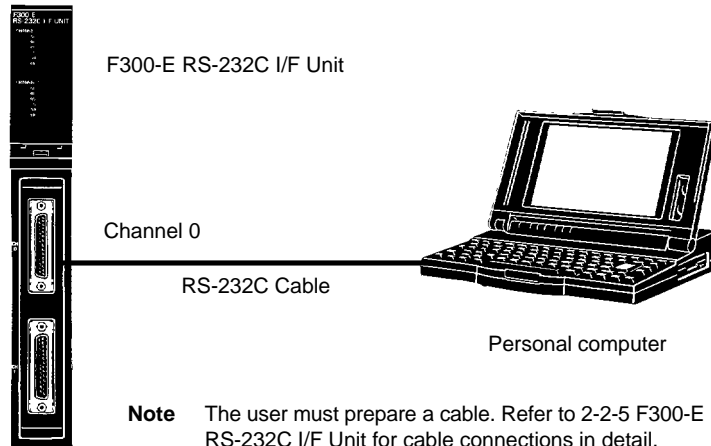 F300-E
RS-232C I/F UNIT
F300-E RS-232C I/F Unit
Channel 0
RS-232C Cable
Personal computer
Note The user must prepare a cable. Refer to 2-2-5 F300-E
RS-232C I/F Unit for cable connections in detail.